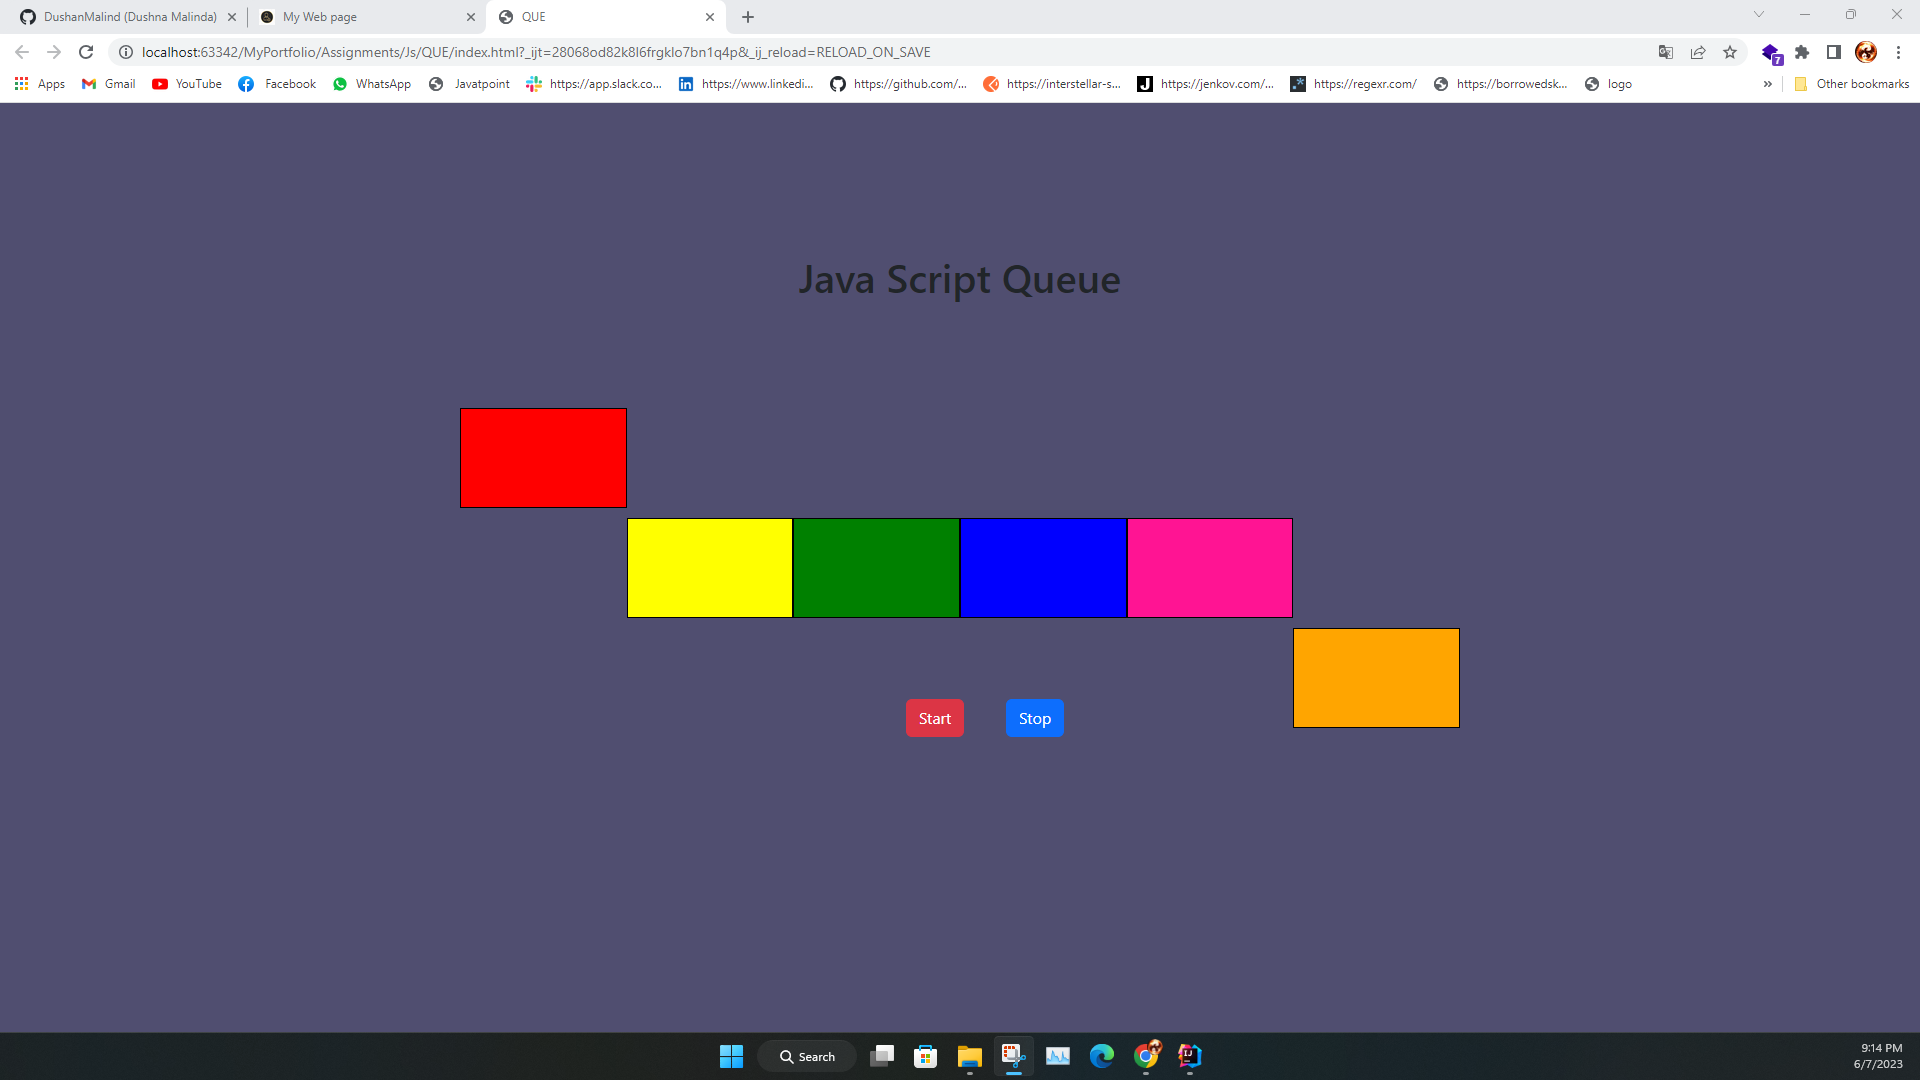 DushanMalind (Dushna Malinda)
My Web page
QUE
localhost:63342/MyPortfolio/Assignments/Js/QUE/index.html?_ijt=28068od82k8l6frgklo7bn1q4p&_ij_reload=RELOAD_ON_SAVE
7
Apps
Gmail
YouTube
Facebook
WhatsApp
Javatpoint
https://app.slack.co...
https://www.linkedi...
https://github.com/...
https://interstellar-s...
https://jenkov.com/...
https://regexr.com/
https://borrowedsk...
logo
»
Other bookmarks
Java Script Queue
Start
Stop
Search
9:14 PM
6/7/2023